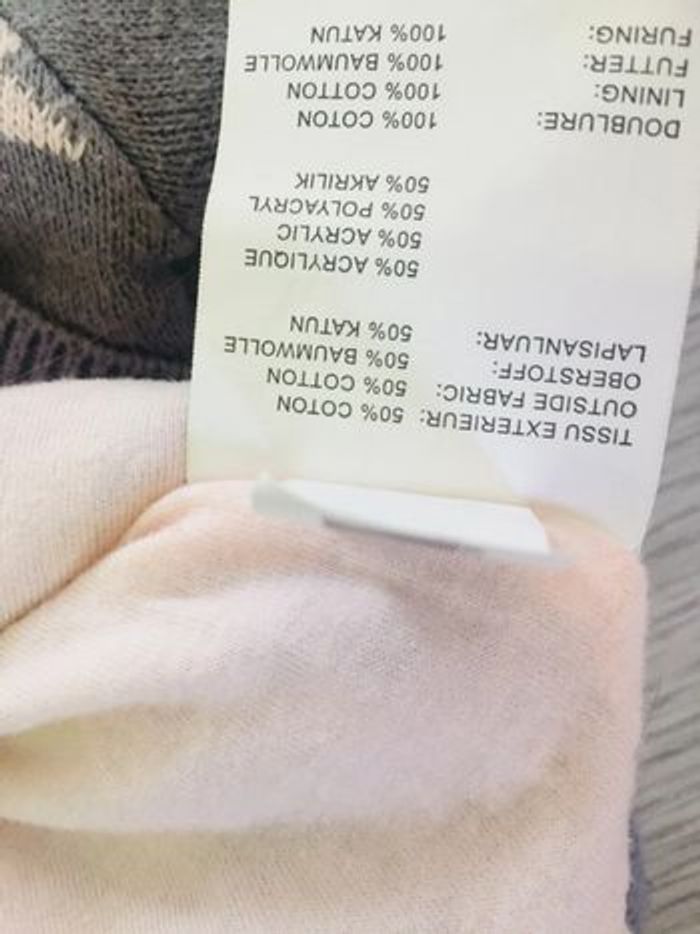 TISSU EXTERIEUR: 50% COTON
OUTSIDE FABRIC: 50% COTTON
OBERSTOFF: 50% BAUMWOLLE
LAPISANLUAR: 50% KATUN
50% ACRYLIQUE
50% ACRYLIC
50% POLYACRYL
50% AKRILIK
DOUBLURE: 100% COTON
LINING: 100% COTTON
FUTTER: 100% BAUMWOLLE
FURING: 100% KATUN